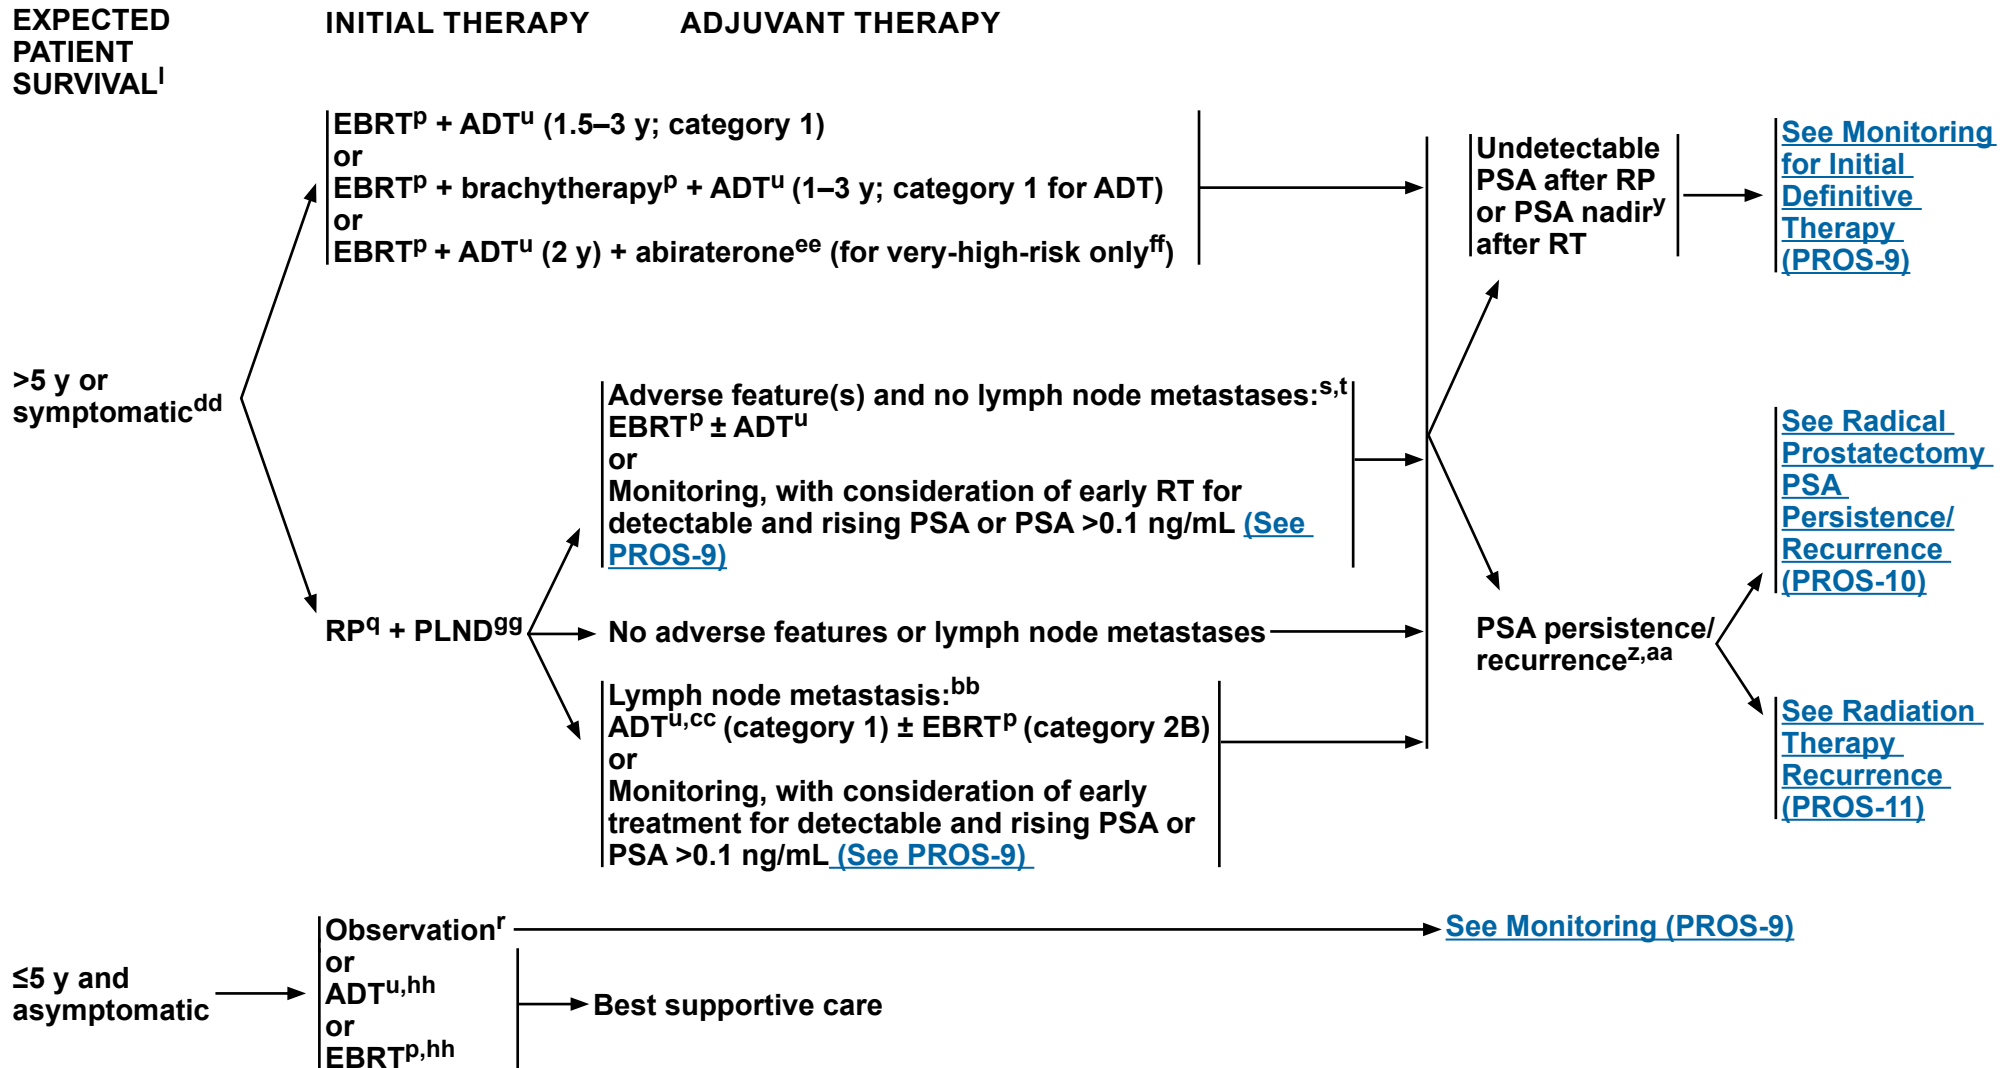 EXPECTED
PATIENT
SURVIVALl
INITIAL THERAPY
ADJUVANT THERAPY
>5 y or
symptomaticdd
EBRTp + ADTu (1.5–3 y; category 1)
or
EBRTp + brachytherapyp + ADTu (1–3 y; category 1 for ADT)
or
EBRTp + ADTu (2 y) + abirateroneee (for very-high-risk onlyff)
RPq + PLNDgg
Adverse feature(s) and no lymph node metastases:s,t
EBRTp ± ADTu
or
Monitoring, with consideration of early RT for
detectable and rising PSA or PSA >0.1 ng/mL (See
PROS-9)
No adverse features or lymph node metastases
Lymph node metastasis:bb
ADTu,cc (category 1) ± EBRTp (category 2B)
or
Monitoring, with consideration of early
treatment for detectable and rising PSA or
PSA >0.1 ng/mL (See PROS-9)
Undetectable
PSA after RP
or PSA nadiry
after RT
See Monitoring
for Initial
Definitive
Therapy
(PROS-9)
PSA persistence/
recurrencez,aa
See Radical
Prostatectomy
PSA
Persistence/
Recurrence
(PROS-10)
See Radiation
Therapy
Recurrence
(PROS-11)
≤5 y and
asymptomatic
Observationr
or
ADTu,hh
or
EBRTp,hh
See Monitoring (PROS-9)
Best supportive care